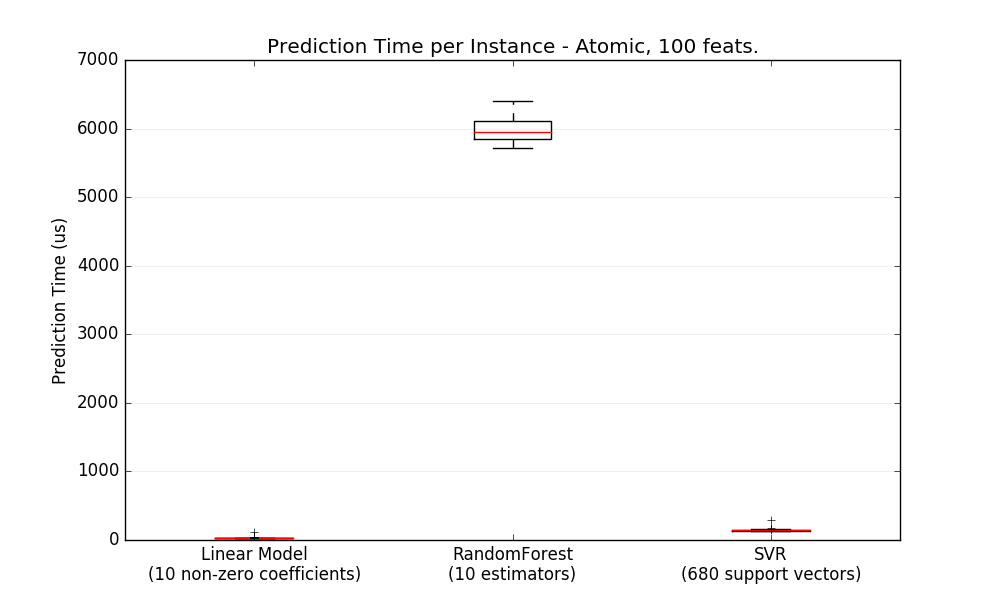 Prediction Time per Instance - Atomic, 100 feats.
7000
6000
5000
4000
3000
2000
1000
0
Prediction Time (us)
Linear Model
(10 non-zero coefficients)
RandomForest
(10 estimators)
SVR
(680 support vectors)